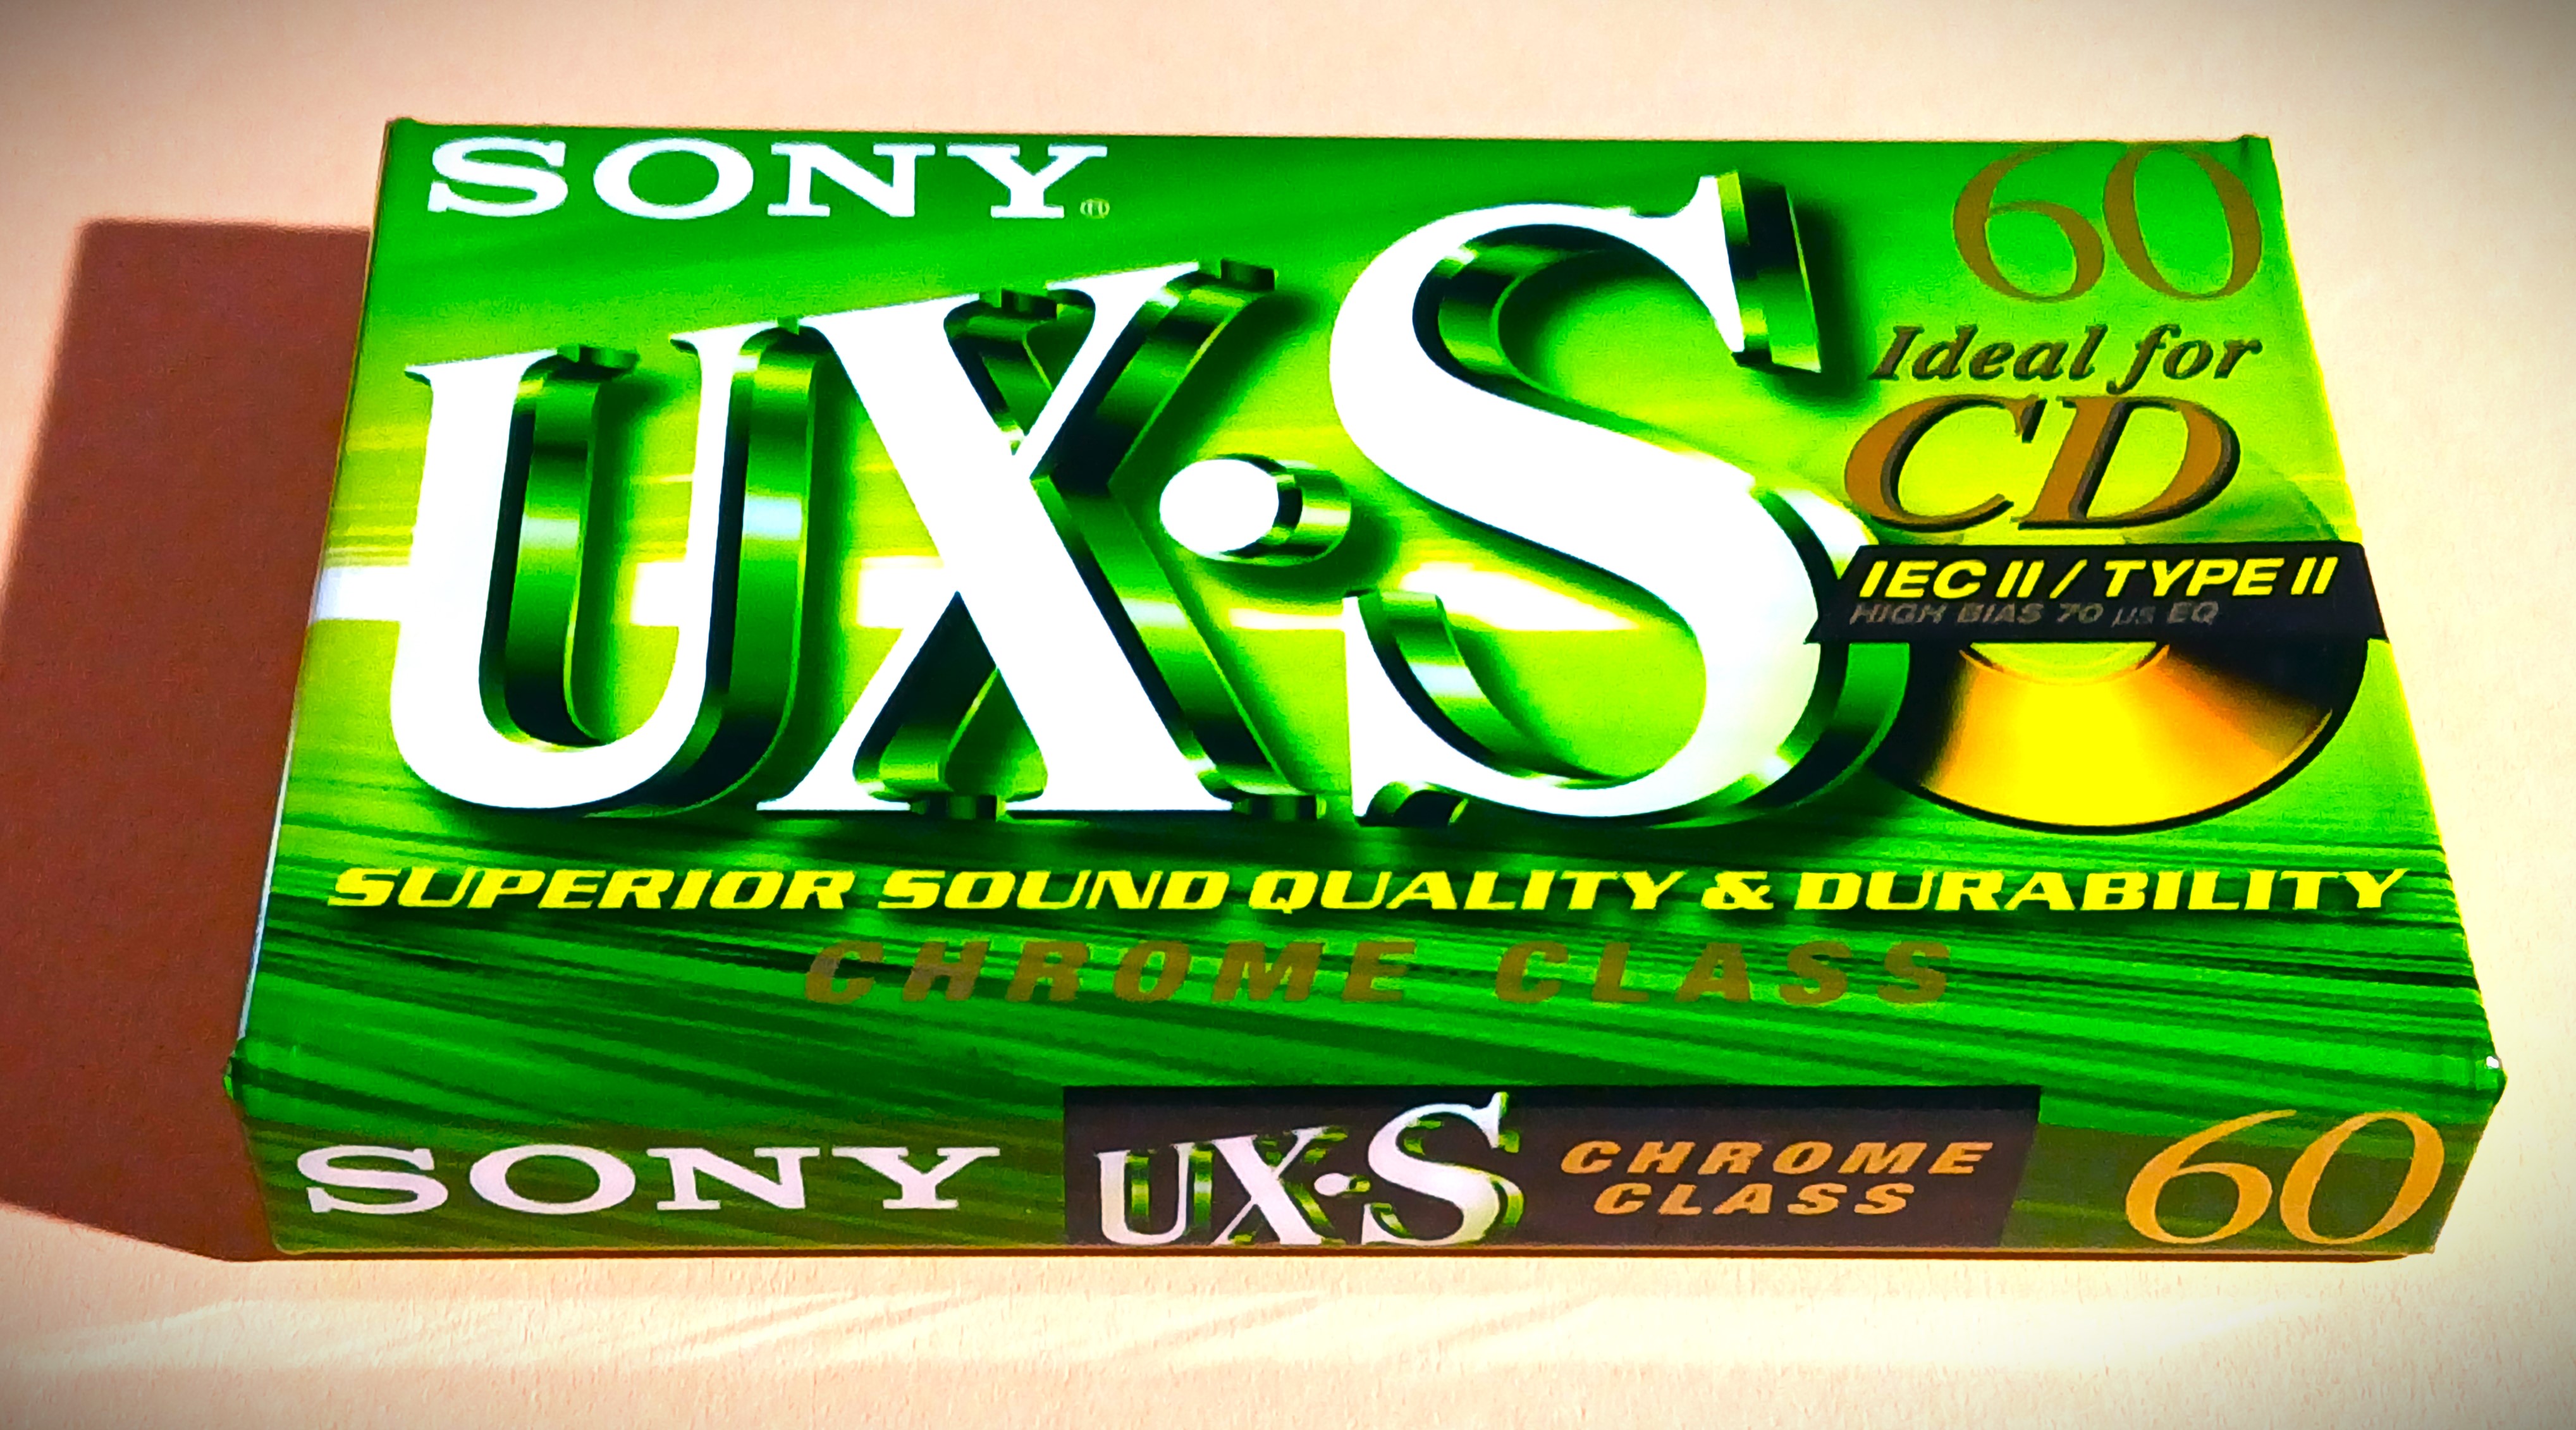 SONY®
60
UX·S
Ideal for
CD
IEC II / TYPE II
HIGH BIAS 70 µs EQ
SUPERIOR SOUND QUALITY & DURABILITY
CHROME CLASS
SONY
UX·S
CHROME
CLASS
60